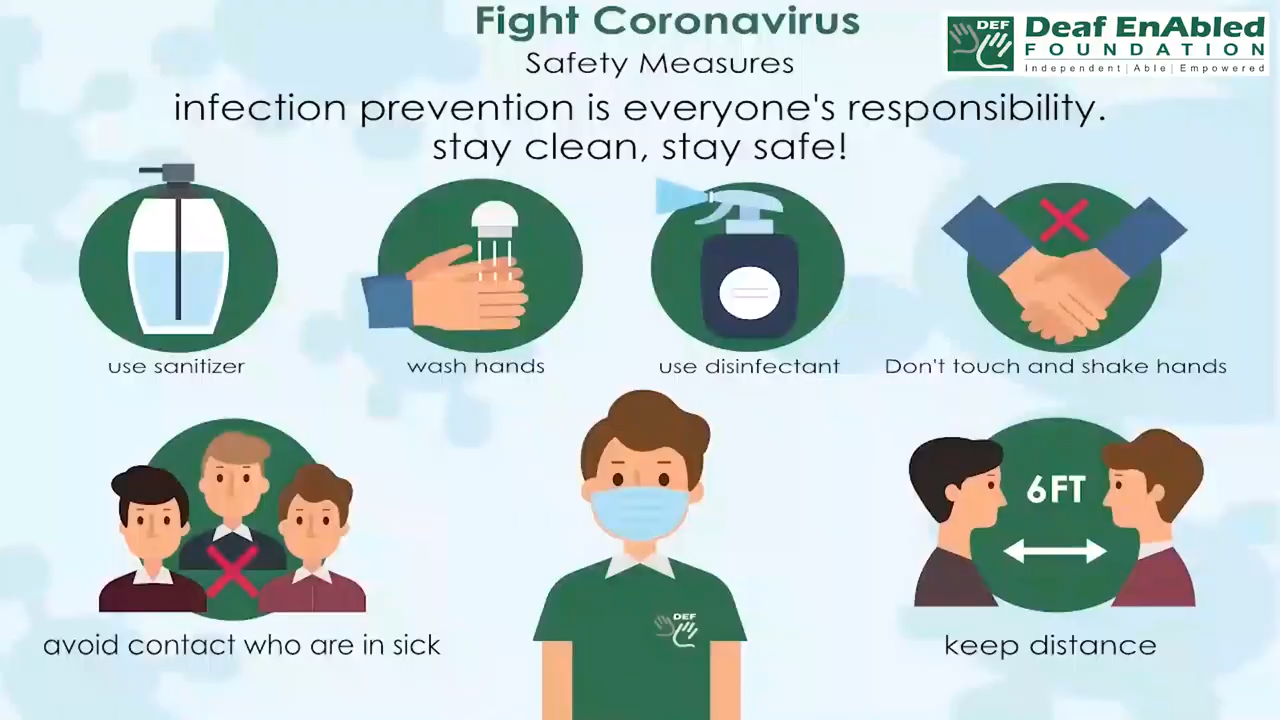 Fight Coronavirus
Safety Measures
DEF
Deaf EnAbled
FOUNDATION
Independent | Able | Empowered
infection prevention is everyone's responsibility.
stay clean, stay safe!
use sanitizer
wash hands
use disinfectant
Don't touch and shake hands
6FT
DEF
avoid contact who are in sick
keep distance